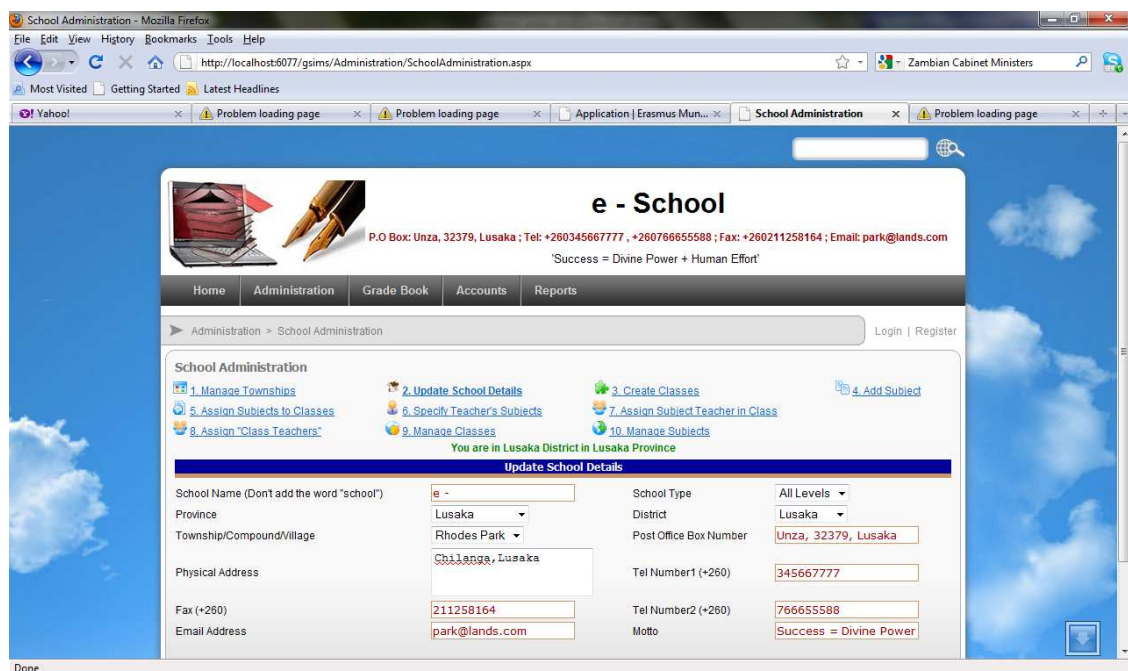 School Administration - Mozilla Firefox
File Edit View History Bookmarks Tools Help
http://localhost:6077/gsims/Administration/SchoolAdministration.aspx Zambian Cabinet Ministers
Most Visited Getting Started Latest Headlines
Yahoo! Problem loading page Problem loading page Application | Erasmus Mun... School Administration Problem loading page
e - School
P.O Box: Unza, 32379, Lusaka ; Tel: +260345667777 , +260766655588 ; Fax: +260211258164 ; Email: park@lands.com
'Success = Divine Power + Human Effort'
Home Administration Grade Book Accounts Reports
Administration > School Administration Login | Register
School Administration
1. Manage Townships 2. Update School Details 3. Create Classes 4. Add Subject
5. Assign Subjects to Classes 6. Specify Teacher's Subjects 7. Assign Subject Teacher in Class
8. Assign "Class Teachers" 9. Manage Classes 10. Manage Subjects
You are in Lusaka District in Lusaka Province
Update School Details
School Name (Don't add the word "school") e - School Type All Levels
Province Lusaka District Lusaka
Township/Compound/Village Rhodes Park Post Office Box Number Unza, 32379, Lusaka
Physical Address Chilanga,Lusaka Tel Number1 (+260) 345667777
Fax (+260) 211258164 Tel Number2 (+260) 766655588
Email Address park@lands.com Motto Success = Divine Power
Done